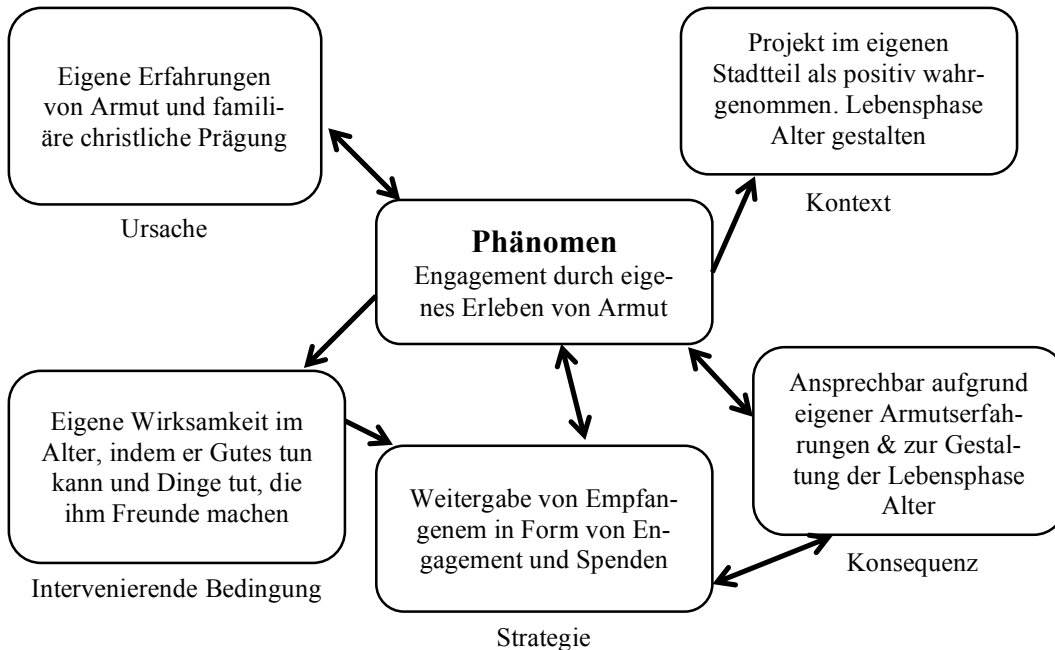 Eigene Erfahrungen
von Armut und famili-
äre christliche Prägung
Ursache
Projekt im eigenen
Stadtteil als positiv wahr-
genommen. Lebensphase
Alter gestalten
Kontext
Phänomen
Engagement durch eige-
nes Erleben von Armut
Eigene Wirksamkeit im
Alter, indem er Gutes tun
kann und Dinge tut, die
ihm Freunde machen
Intervenierende Bedingung
Weitergabe von Empfan-
genem in Form von En-
gagement und Spenden
Strategie
Ansprechbar aufgrund
eigener Armutserfah-
rungen & zur Gestal-
tung der Lebensphase
Alter
Konsequenz